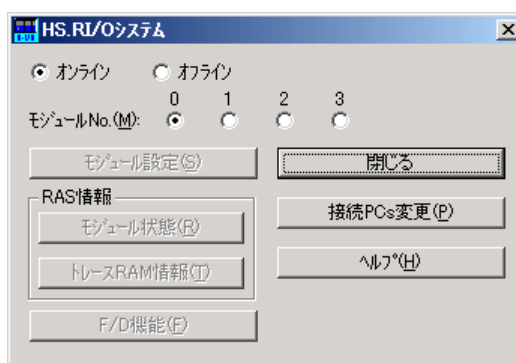 HS.RI/Oシステム
オンライン オフライン
0 1 2 3
モジュールNo.(M):
モジュール設定(S) 閉じる
RAS情報
接続PCs変更(P)
モジュール状態(R)
ヘルプ(H)
トレースRAM情報(T)
F/D機能(F)